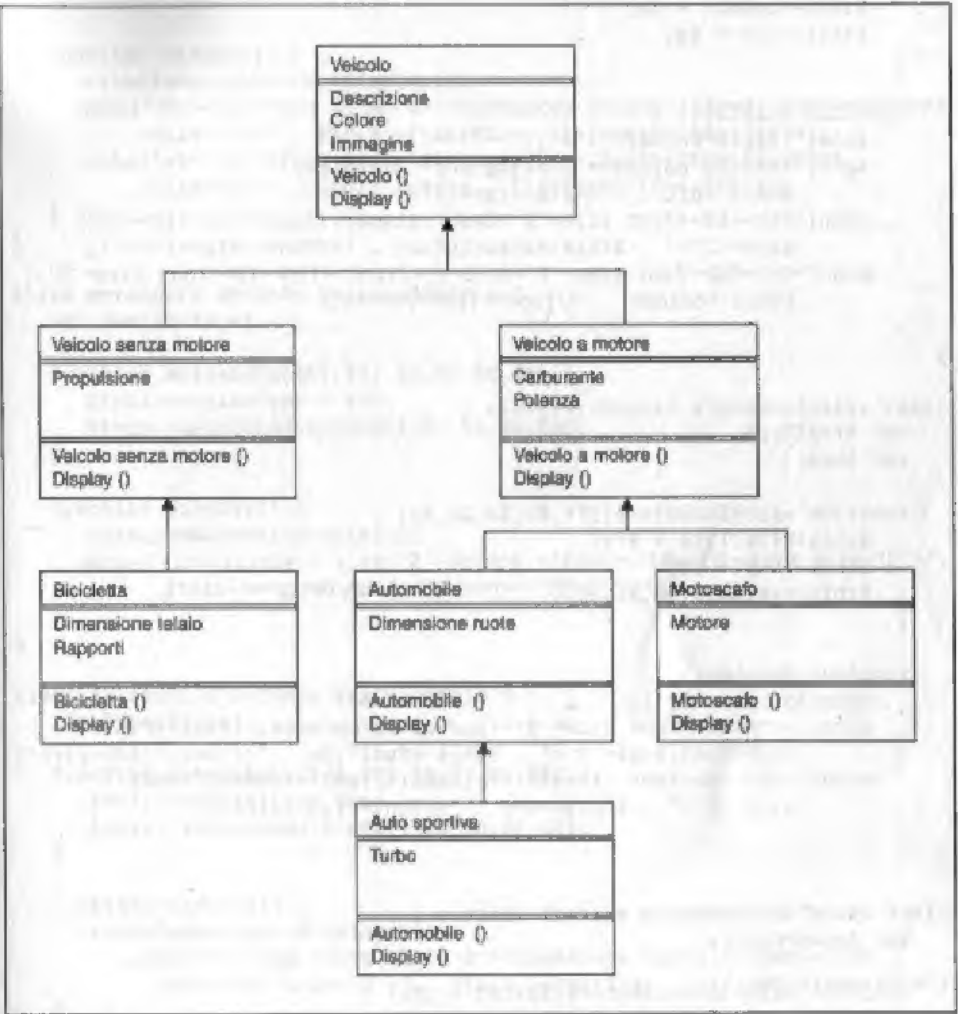 Veicolo
Descrizione
Colore
Immagine
Veicolo ()
Display ()
Veicolo senza motore
Propulsione
Veicolo senza motore ()
Display ()
Veicolo a motore
Carburante
Potenza
Veicolo a motore ()
Display ()
Bicicletta
Dimensione telaio
Rapporti
Bicicletta ()
Display ()
Automobile
Dimensione ruote
Automobile ()
Display ()
Motoscafo
Motore
Motoscafo ()
Display ()
Auto sportiva
Turbo
Automobile ()
Display ()